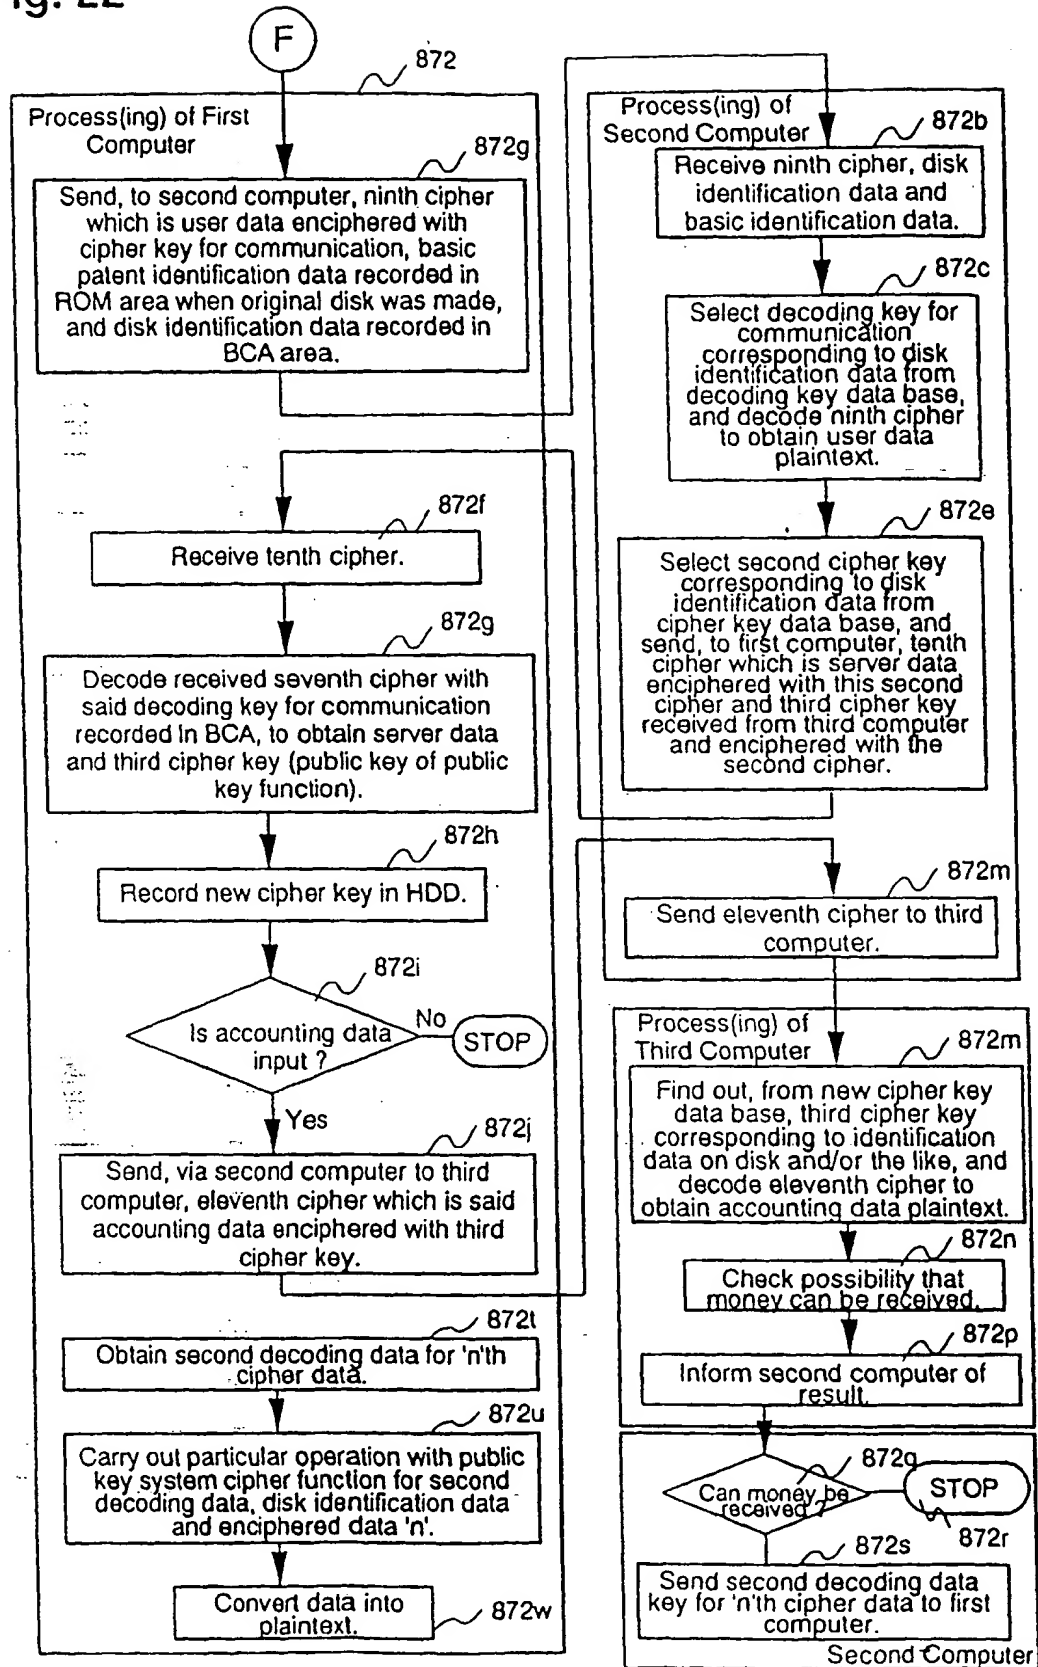 Fig. 22
F
872
Process(ing) of First
Computer
872g
Send, to second computer, ninth cipher
which is user data enciphered with
cipher key for communication, basic
patent identification data recorded in
ROM area when original disk was made,
and disk identification data recorded in
BCA area.
872f
Receive tenth cipher.
872g
Decode received seventh cipher with
said decoding key for communication
recorded in BCA, to obtain server data
and third cipher key (public key of public
key function).
872h
Record new cipher key in HDD.
872i
Is accounting data
input ?
No
STOP
Yes
872j
Send, via second computer to third
computer, eleventh cipher which is said
accounting data enciphered with third
cipher key.
872t
Obtain second decoding data for 'n'th
cipher data.
872u
Carry out particular operation with public
key system cipher function for second
decoding data, disk identification data
and enciphered data 'n'.
Convert data into
plaintext.
872w
Process(ing) of
Second Computer
872b
Receive ninth cipher, disk
identification data and
basic identification data.
872c
Select decoding key for
communication
corresponding to disk
identification data from
decoding key data base,
and decode ninth cipher
to obtain user data
plaintext.
872e
Select second cipher key
corresponding to disk
identification data from
cipher key data base, and
send, to first computer, tenth
cipher which is server data
enciphered with this second
cipher and third cipher key
received from third computer
and enciphered with the
second cipher.
872m
Send eleventh cipher to third
computer.
Process(ing) of
Third Computer
872m
Find out, from new cipher key
data base, third cipher key
corresponding to identification
data on disk and/or the like, and
decode eleventh cipher to
obtain accounting data plaintext.
872n
Check possibility that
money can be received.
872p
Inform second computer of
result.
872q
Can money be
received ?
STOP
872r
872s
Send second decoding data
key for 'n'th cipher data to first
computer.
Second Computer